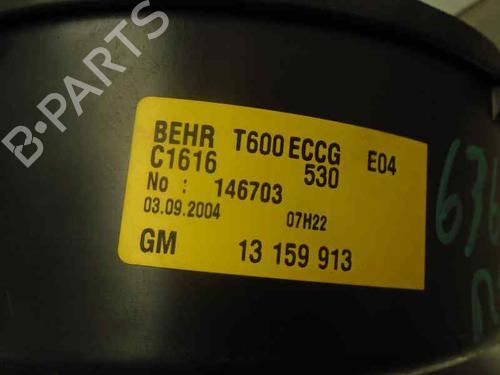 BEHR T600 ECCG E04
C1616 530
No : 146703
03.09.2004 07H22
GM 13 159 913
B-PARTS